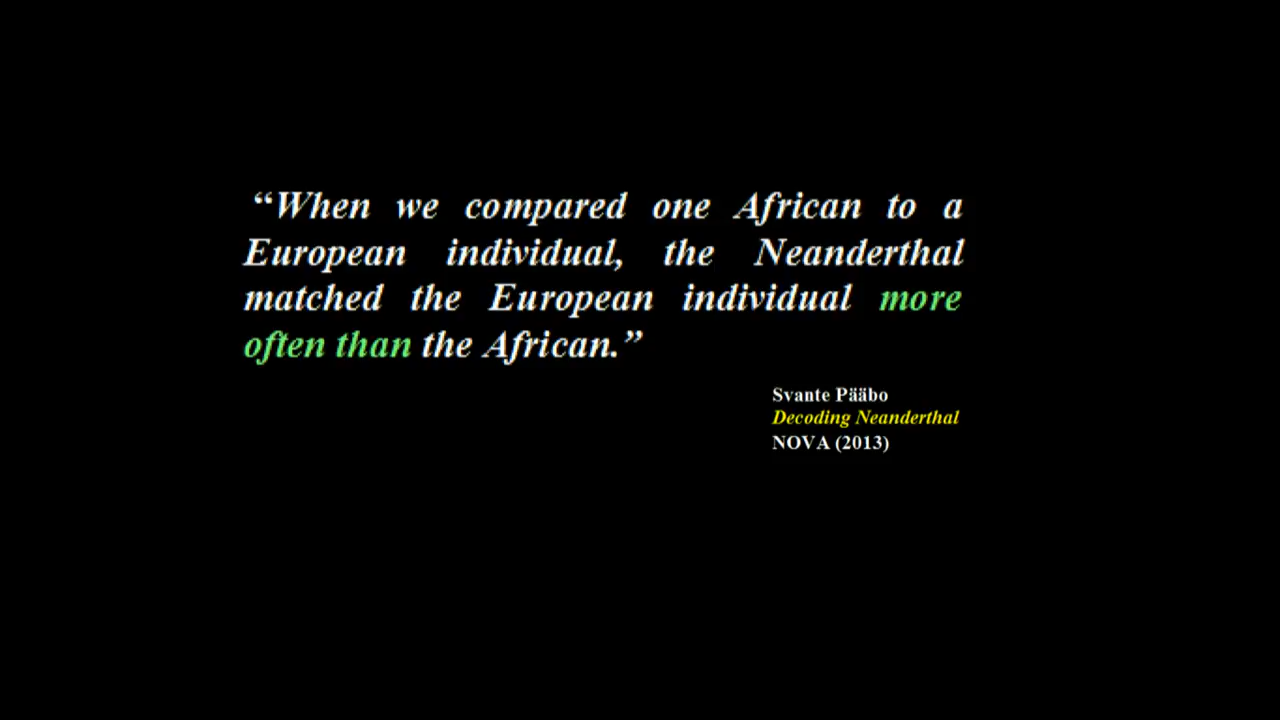 “When we compared one African to a
European individual, the Neanderthal
matched the European individual more
often than the African.”
Svante Pääbo
Decoding Neanderthal
NOVA (2013)